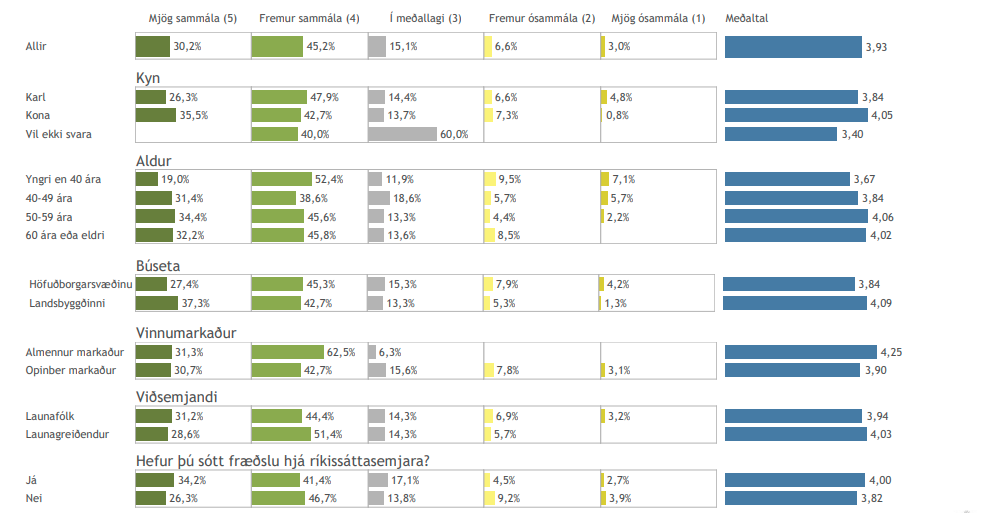 Mjög sammála (5) Fremur sammála (4) Í meðallagi (3) Fremur ósammála (2) Mjög ósammála (1) Meðaltal
Allir 30,2% 45,2% 15,1% 6,6% 3,0% 3,93
Kyn
Karl 26,3% 47,9% 14,4% 6,6% 4,8% 3,84
Kona 35,5% 42,7% 13,7% 7,3% 0,8% 4,05
Vil ekki svara 40,0% 60,0% 3,40
Aldur
Yngri en 40 ára 19,0% 52,4% 11,9% 9,5% 7,1% 3,67
40-49 ára 31,4% 38,6% 18,6% 5,7% 5,7% 3,84
50-59 ára 34,4% 45,6% 13,3% 4,4% 2,2% 4,06
60 ára eða eldri 32,2% 45,8% 13,6% 8,5% 4,02
Búseta
Höfuðborgarsvæðinu 27,4% 45,3% 15,3% 7,9% 4,2% 3,84
Landsbyggðinni 37,3% 42,7% 13,3% 5,3% 1,3% 4,09
Vinnumarkaður
Almennur markaður 31,3% 62,5% 6,3% 4,25
Opinber markaður 30,7% 42,7% 15,6% 7,8% 3,1% 3,90
Viðsemjandi
Launafólk 31,2% 44,4% 14,3% 6,9% 3,2% 3,94
Launagreiðendur 28,6% 51,4% 14,3% 5,7% 4,03
Hefur þú sótt fræðslu hjá ríkissáttasemjara?
Já 34,2% 41,4% 17,1% 4,5% 2,7% 4,00
Nei 26,3% 46,7% 13,8% 9,2% 3,9% 3,82